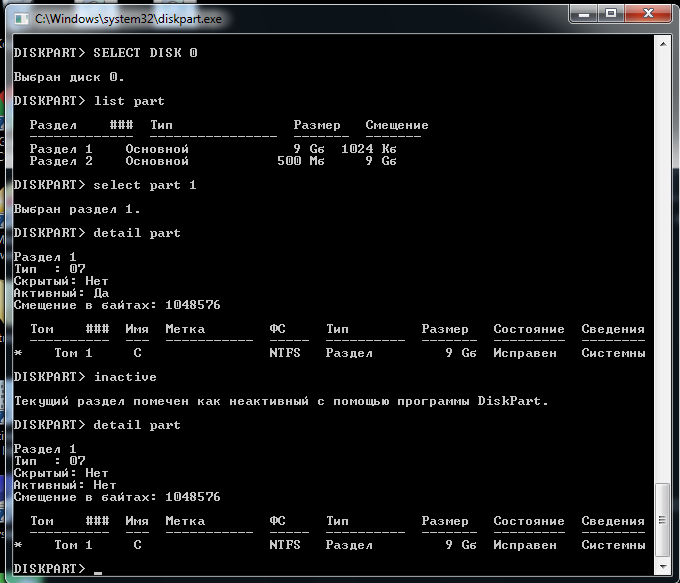 C:\Windows\system32\diskpart.exe
DISKPART> SELECT DISK 0
Выбран диск 0.
DISKPART> list part
Раздел ### Тип Размер Смещение
------------- ---------------- ------- --------
Раздел 1 Основной 9 Gб 1024 Kб
Раздел 2 Основной 500 Mб 9 Gб
DISKPART> select part 1
Выбран раздел 1.
DISKPART> detail part
Раздел 1
Тип : 07
Скрытый: Нет
Активный: Да
Смещение в байтах: 1048576
Том ### Имя Метка ФС Тип Размер Состояние Сведения
---------- --- ----------- ----- ---------- ------- --------- --------
* Том 1 C NTFS Раздел 9 Gб Исправен Системны
DISKPART> inactive
Текущий раздел помечен как неактивный с помощью программы DiskPart.
DISKPART> detail part
Раздел 1
Тип : 07
Скрытый: Нет
Активный: Нет
Смещение в байтах: 1048576
Том ### Имя Метка ФС Тип Размер Состояние Сведения
---------- --- ----------- ----- ---------- ------- --------- --------
* Том 1 C NTFS Раздел 9 Gб Исправен Системны
DISKPART> _